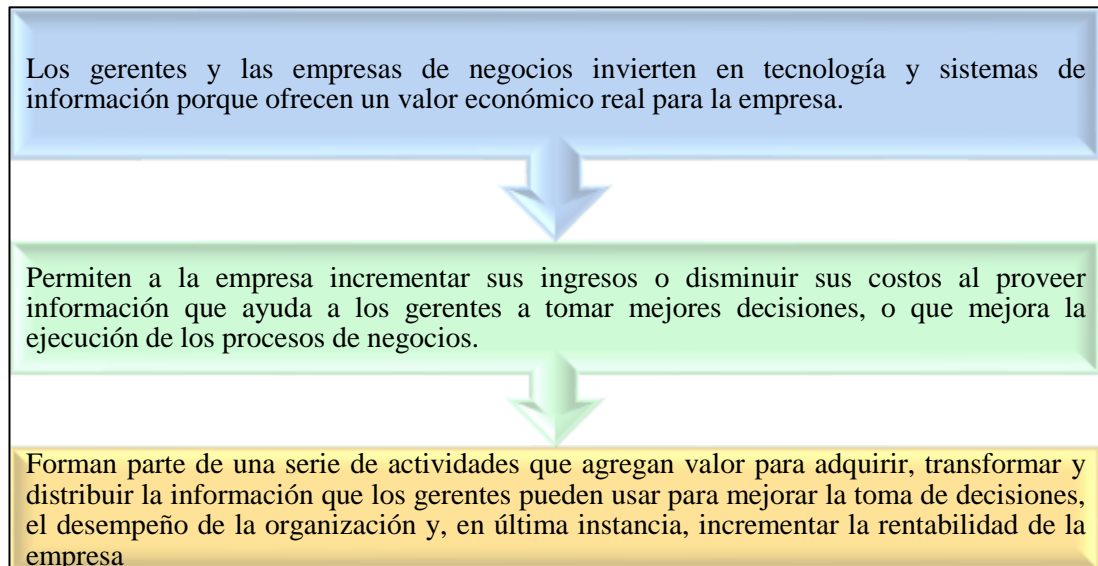 Los gerentes y las empresas de negocios invierten en tecnología y sistemas de
información porque ofrecen un valor económico real para la empresa.
Permiten a la empresa incrementar sus ingresos o disminuir sus costos al proveer
información que ayuda a los gerentes a tomar mejores decisiones, o que mejora la
ejecución de los procesos de negocios.
Forman parte de una serie de actividades que agregan valor para adquirir, transformar y
distribuir la información que los gerentes pueden usar para mejorar la toma de decisiones,
el desempeño de la organización y, en última instancia, incrementar la rentabilidad de la
empresa